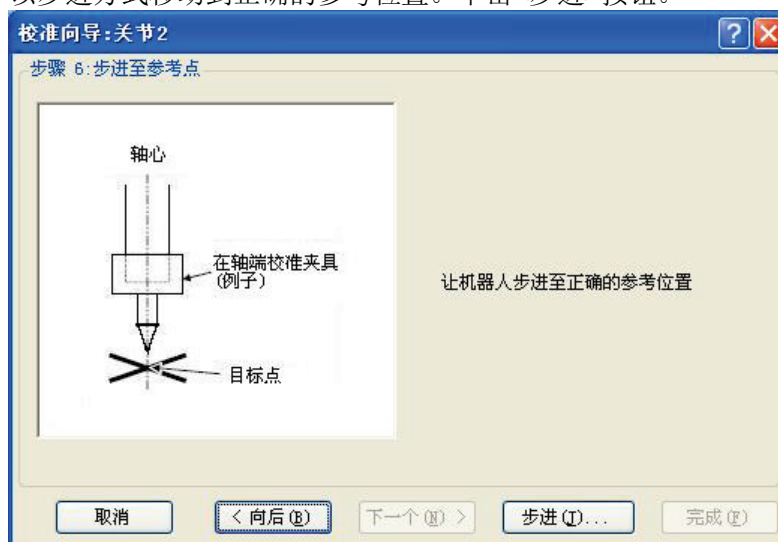 校准向导:关节2
步骤 6:步进至参考点
轴心
在轴端校准夹具
(例子)
目标点
让机器人步进至正确的参考位置
取消
< 向后(B)
下一个(N) >
步进(J)...
完成(F)